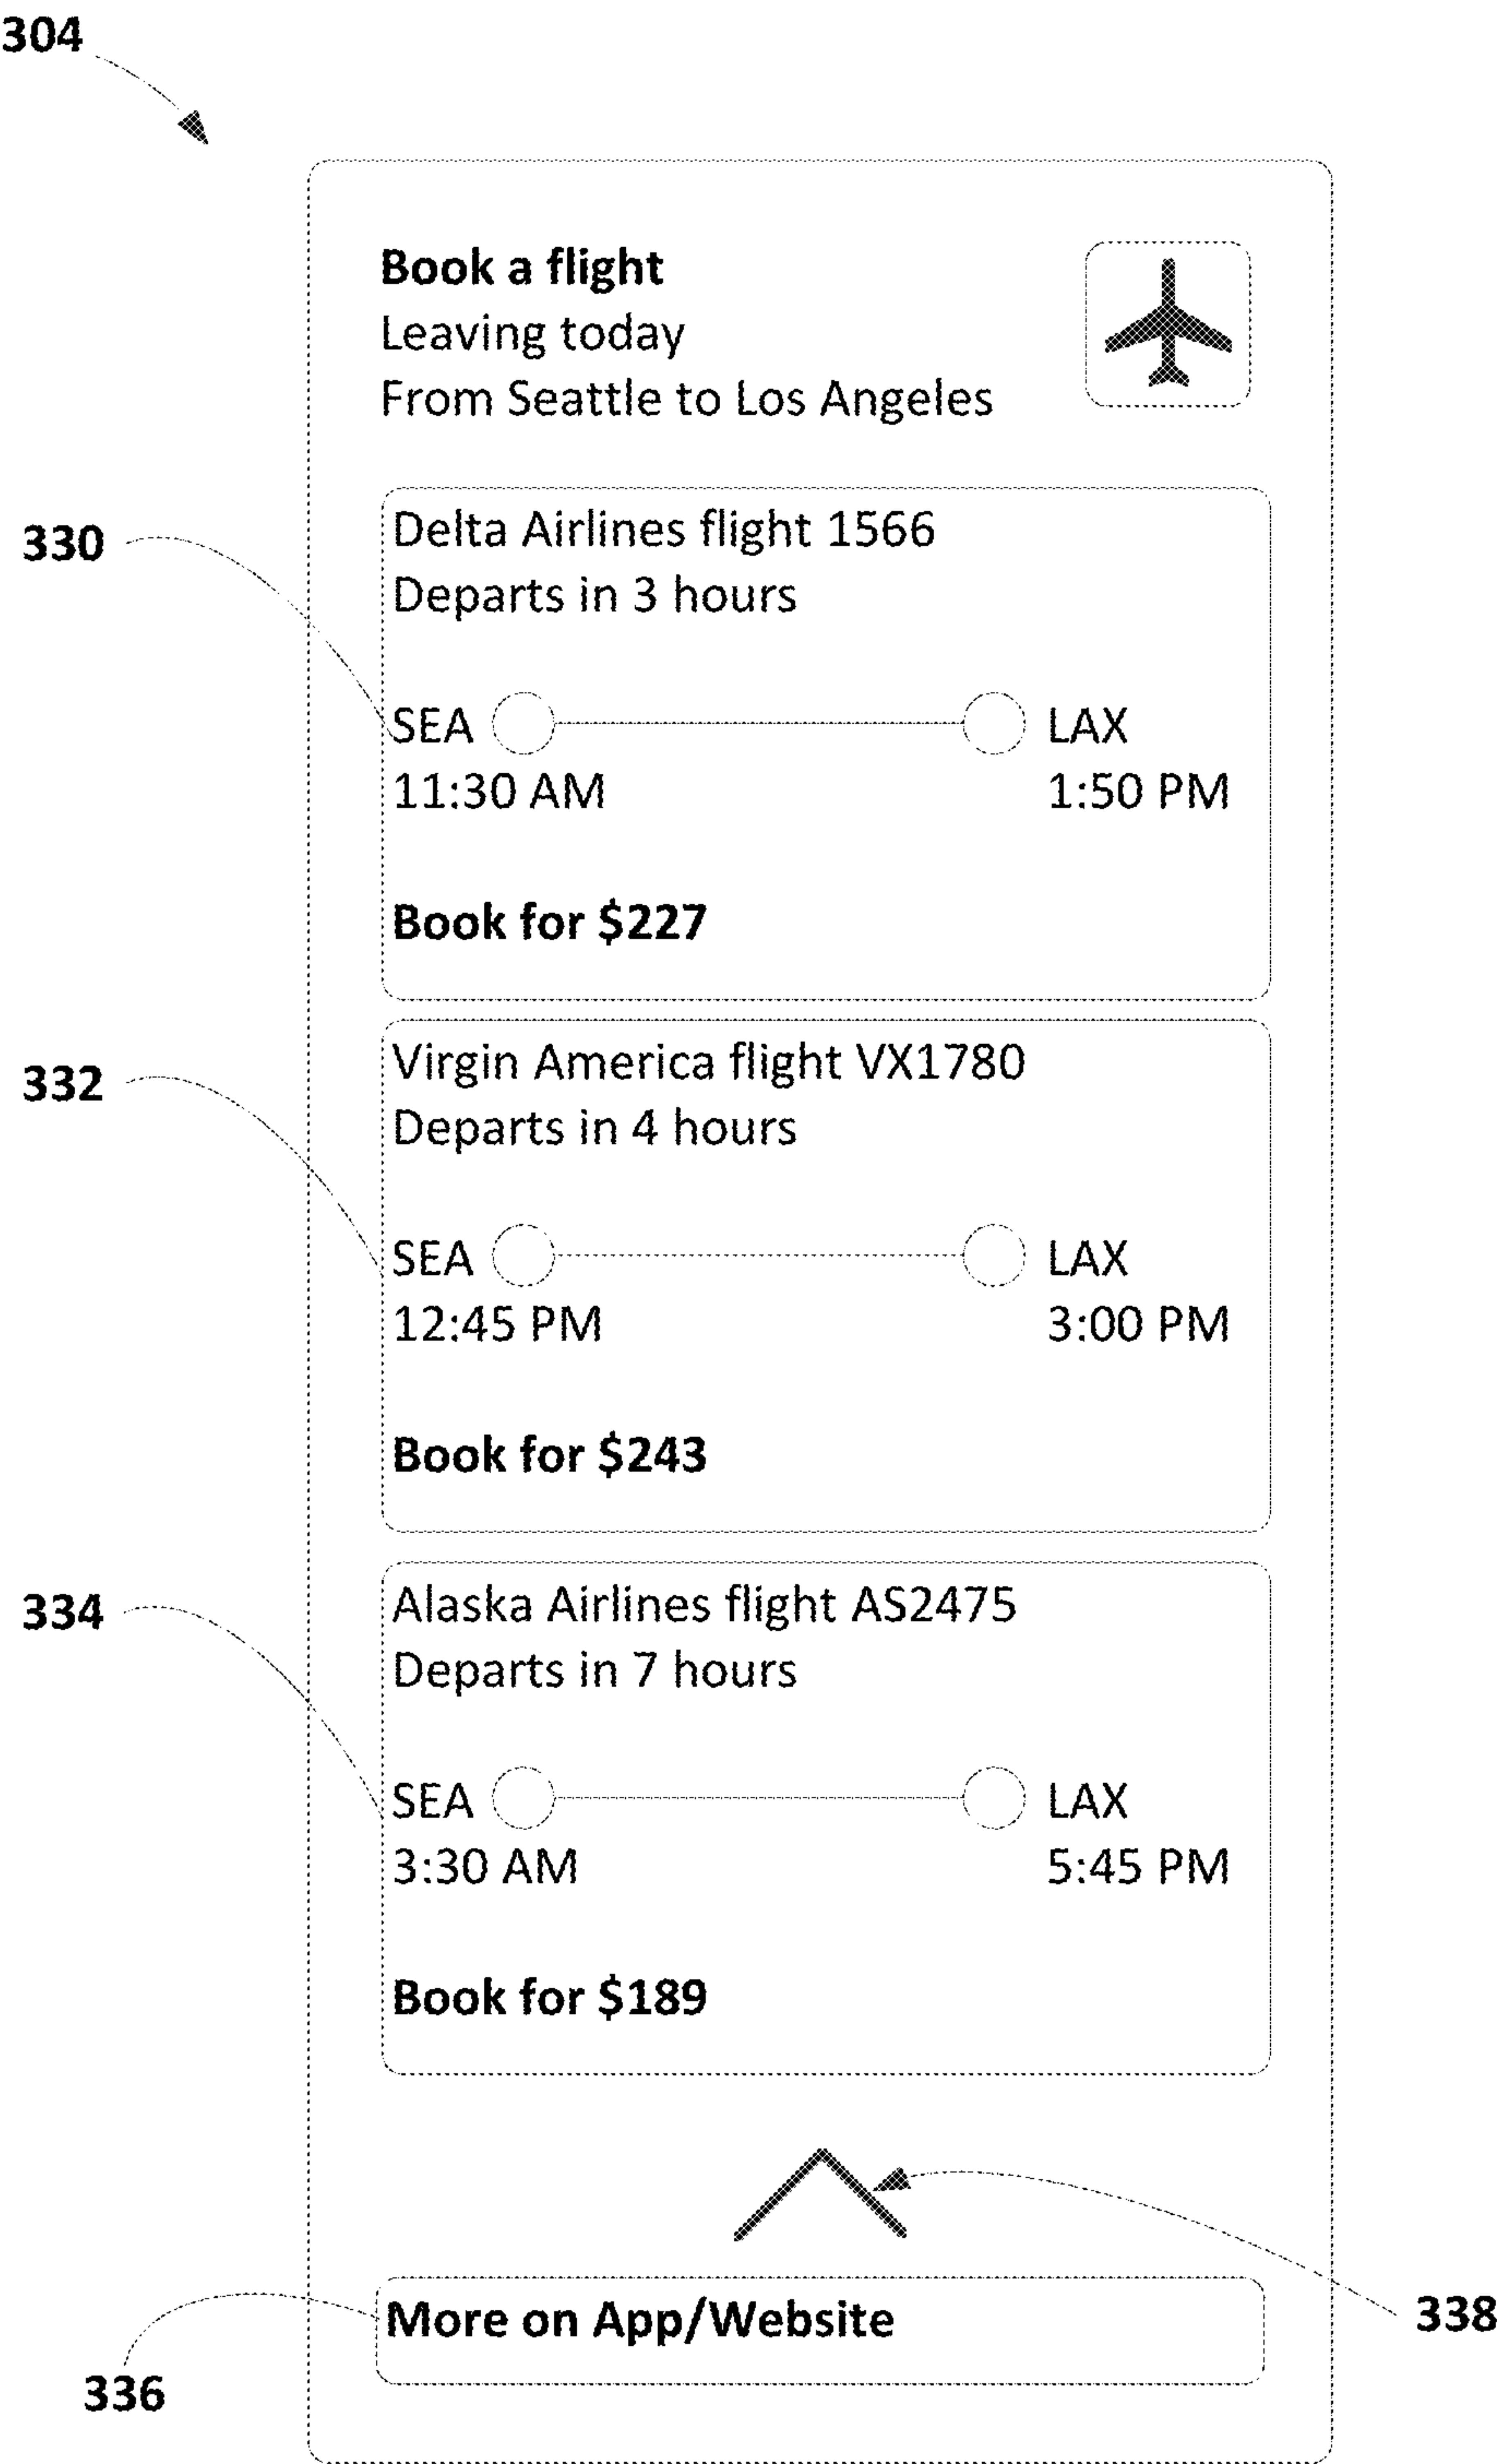 304
Book a flight
Leaving today
From Seattle to Los Angeles
330
Delta Airlines flight 1566
Departs in 3 hours
SEA LAX
11:30 AM 1:50 PM
Book for $227
332
Virgin America flight VX1780
Departs in 4 hours
SEA LAX
12:45 PM 3:00 PM
Book for $243
334
Alaska Airlines flight AS2475
Departs in 7 hours
SEA LAX
3:30 AM 5:45 PM
Book for $189
338
More on App/Website
336